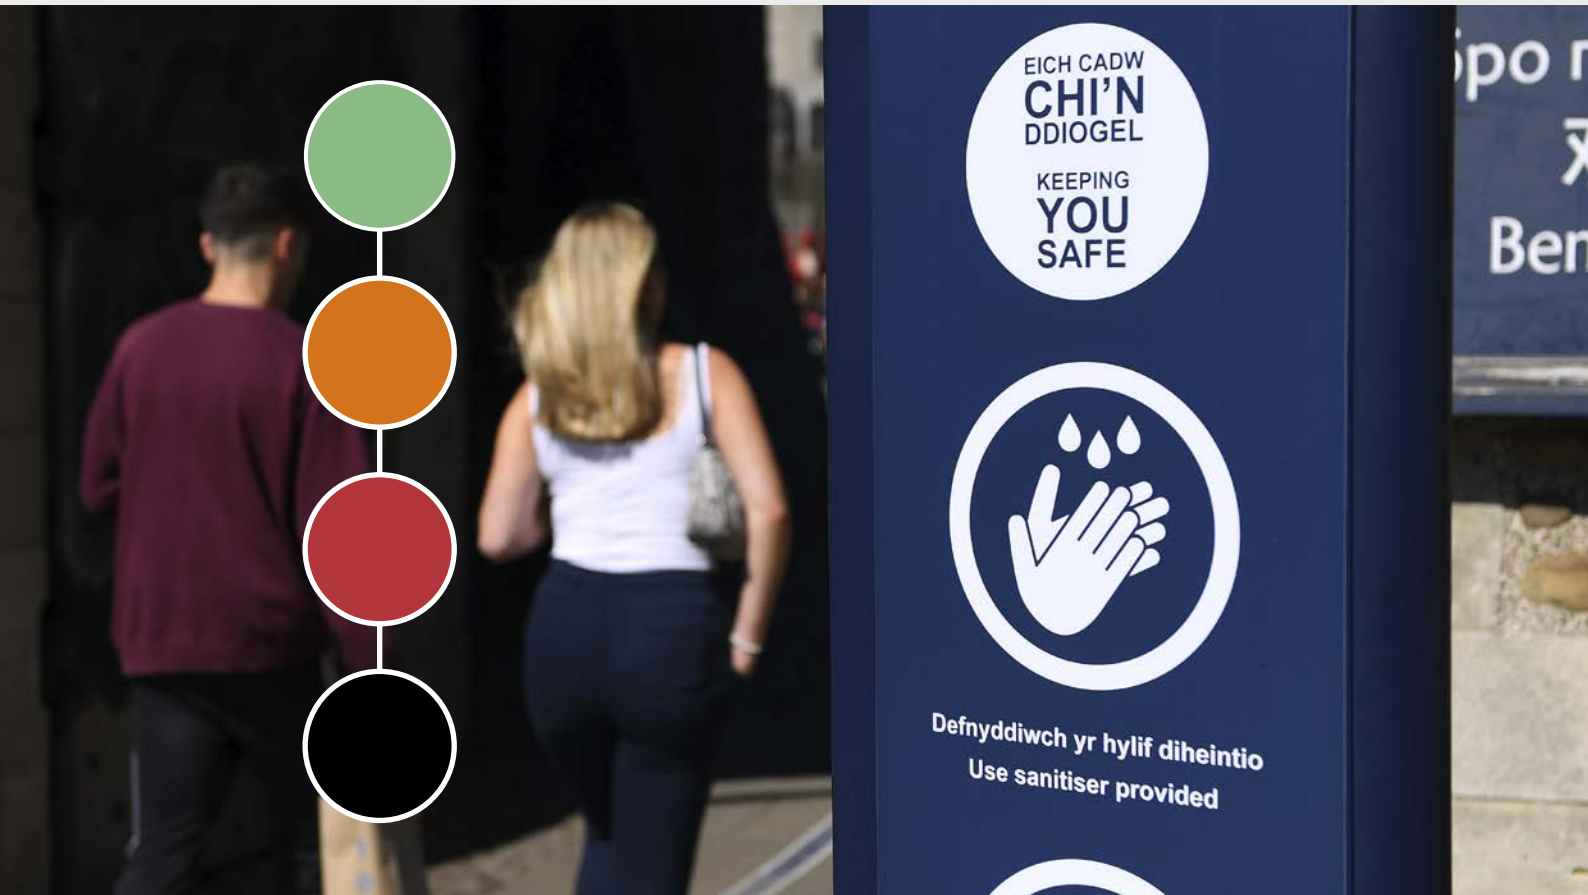 EICH CADW
CHI'N
DDIOGEL
KEEPING
YOU
SAFE
Defnyddiwch yr hylif diheintio
Use sanitiser provided